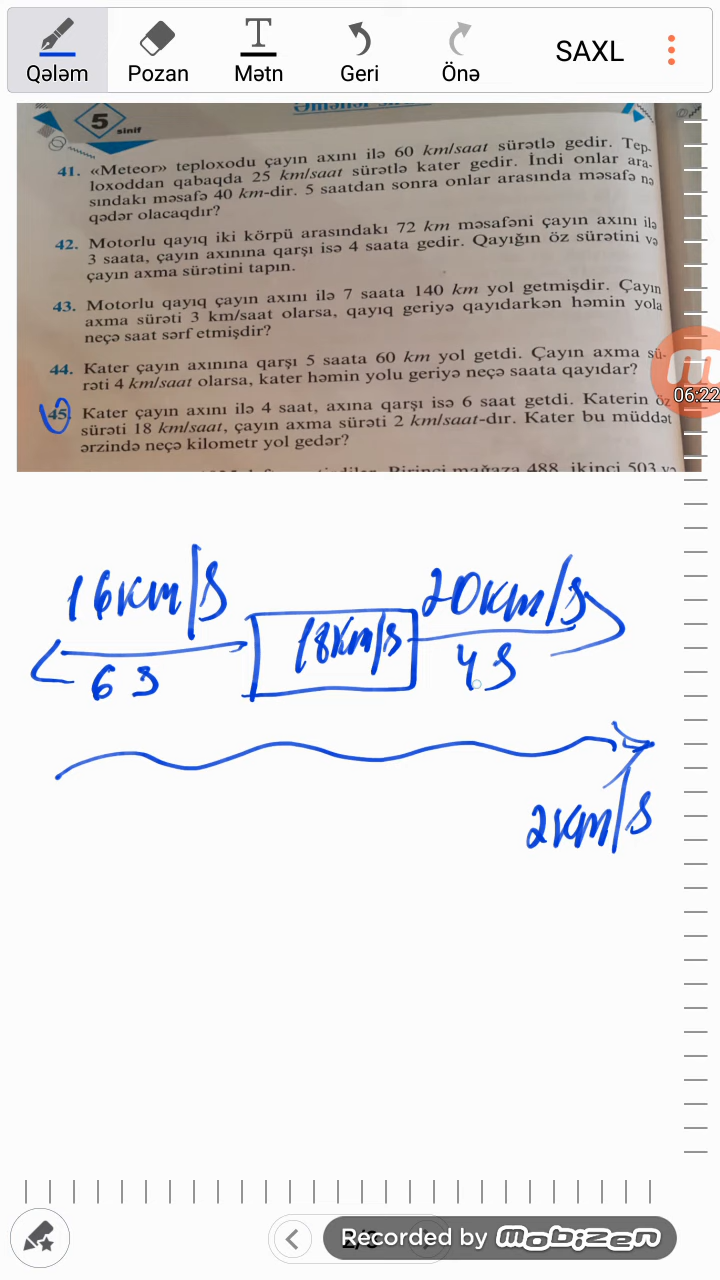 Qələm Pozan Mətn Geri Önə SAXL
5 sinif
41. «Meteor» teploxodu çayın axını ilə 60 km/saat sürətlə gedir. Tep-
loxoddan qabaqda 25 km/saat sürətlə kater gedir. İndi onlar ara-
sındakı məsafə 40 km-dir. 5 saatdan sonra onlar arasında məsafə nə
qədər olacaqdır?
42. Motorlu qayıq iki körpü arasındakı 72 km məsafəni çayın axını ilə
3 saata, çayın axınına qarşı isə 4 saata gedir. Qayığın öz sürətini və
çayın axma sürətini tapın.
43. Motorlu qayıq çayın axını ilə 7 saata 140 km yol getmişdir. Çayın
axma sürəti 3 km/saat olarsa, qayıq geriyə qayıdarkən həmin yola
neçə saat sərf etmişdir?
44. Kater çayın axınına qarşı 5 saata 60 km yol getdi. Çayın axma sü-
rəti 4 km/saat olarsa, kater həmin yolu geriyə neçə saata qayıdar?
06:22
45. Kater çayın axını ilə 4 saat, axına qarşı isə 6 saat getdi. Katerin öz
sürəti 18 km/saat, çayın axma sürəti 2 km/saat-dır. Kater bu müddət
ərzində neçə kilometr yol gedər?
Birinci mağaza 488, ikinci 503 və
16km/s 20km/s
18km/s
6 s 4 s
2km/s
Recorded by mobizen